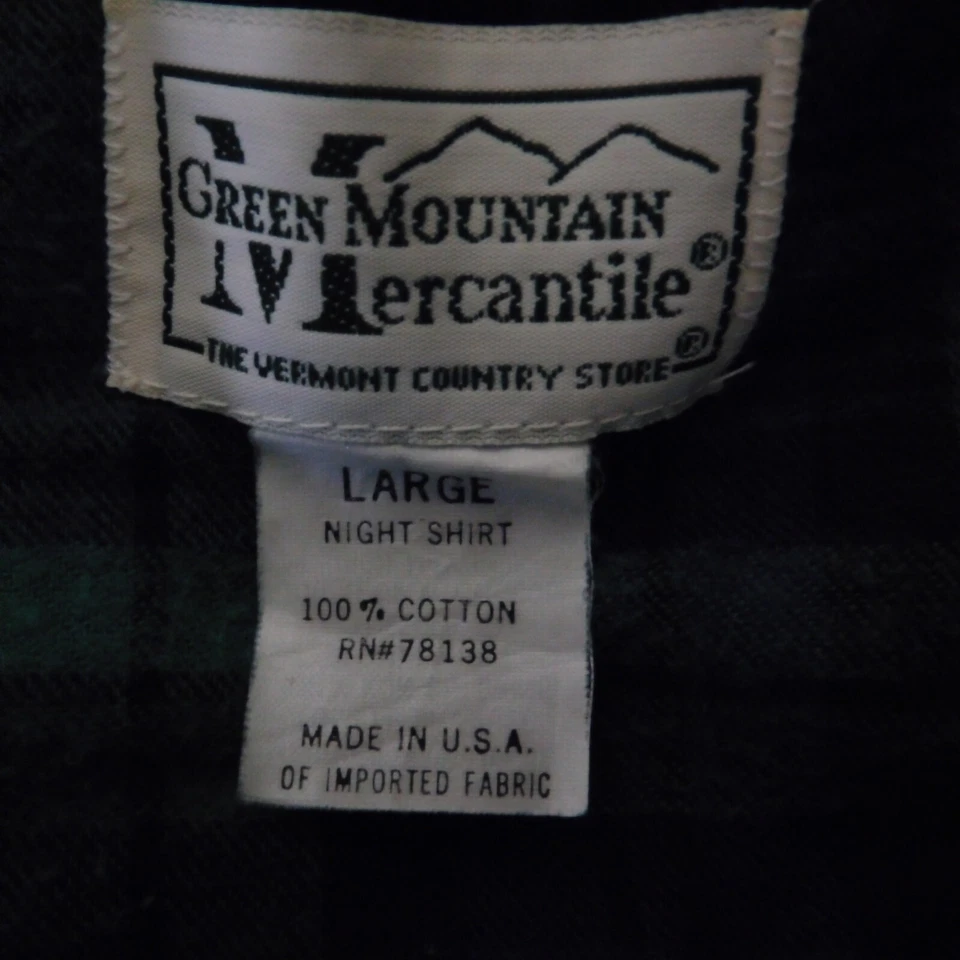 GREEN MOUNTAIN
Mercantile®
THE VERMONT COUNTRY STORE®
LARGE
NIGHT SHIRT
100% COTTON
RN#78138
MADE IN U.S.A.
OF IMPORTED FABRIC